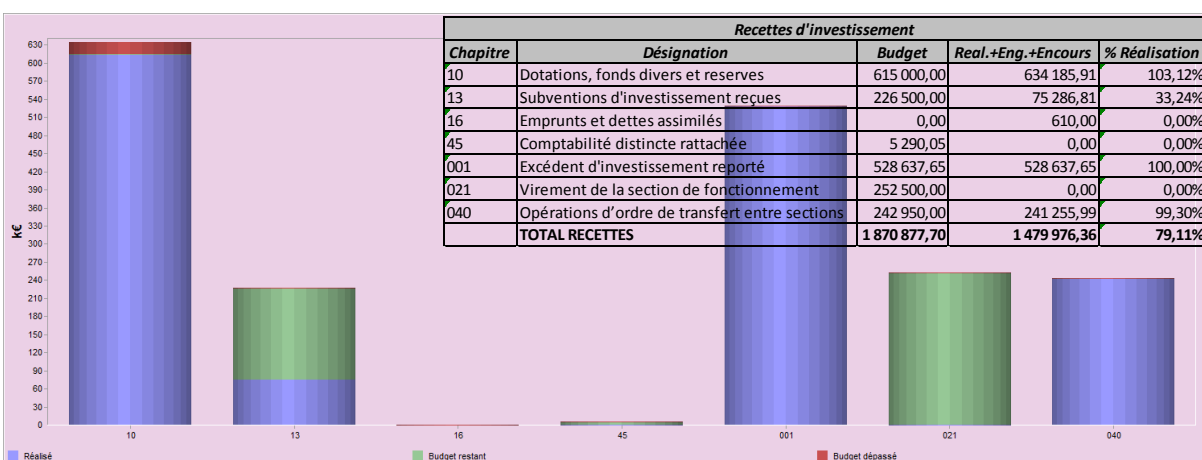 Recettes d'investissement
Chapitre Désignation Budget Real.+Eng.+Encours % Réalisation
10 Dotations, fonds divers et reserves 615 000,00 634 185,91 103,12%
13 Subventions d'investissement reçues 226 500,00 75 286,81 33,24%
16 Emprunts et dettes assimilés 0,00 610,00 0,00%
45 Comptabilité distincte rattachée 5 290,05 0,00 0,00%
001 Excédent d'investissement reporté 528 637,65 528 637,65 100,00%
021 Virement de la section de fonctionnement 252 500,00 0,00 0,00%
040 Opérations d’ordre de transfert entre sections 242 950,00 241 255,99 99,30%
TOTAL RECETTES 1 870 877,70 1 479 976,36 79,11%
k€
630
600
570
540
510
480
450
420
390
360
330
300
270
240
210
180
150
120
90
60
30
0
10 13 16 45 001 021 040
Réalisé Budget restant Budget dépassé